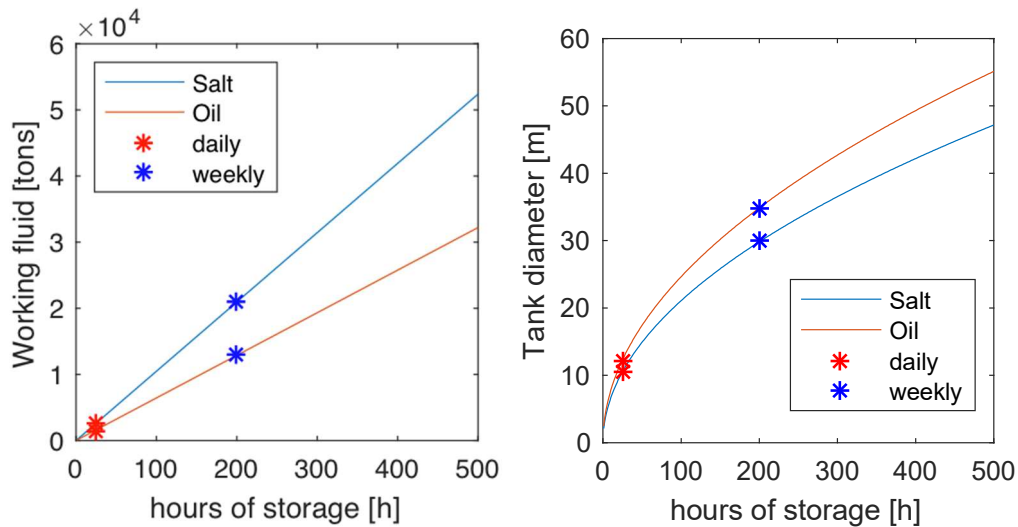 ×10⁴
6
5
4
3
2
1
0
Working fluid [tons]
Salt
Oil
daily
weekly
0 100 200 300 400 500
hours of storage [h]
60
50
40
30
20
10
0
Tank diameter [m]
Salt
Oil
daily
weekly
0 100 200 300 400 500
hours of storage [h]